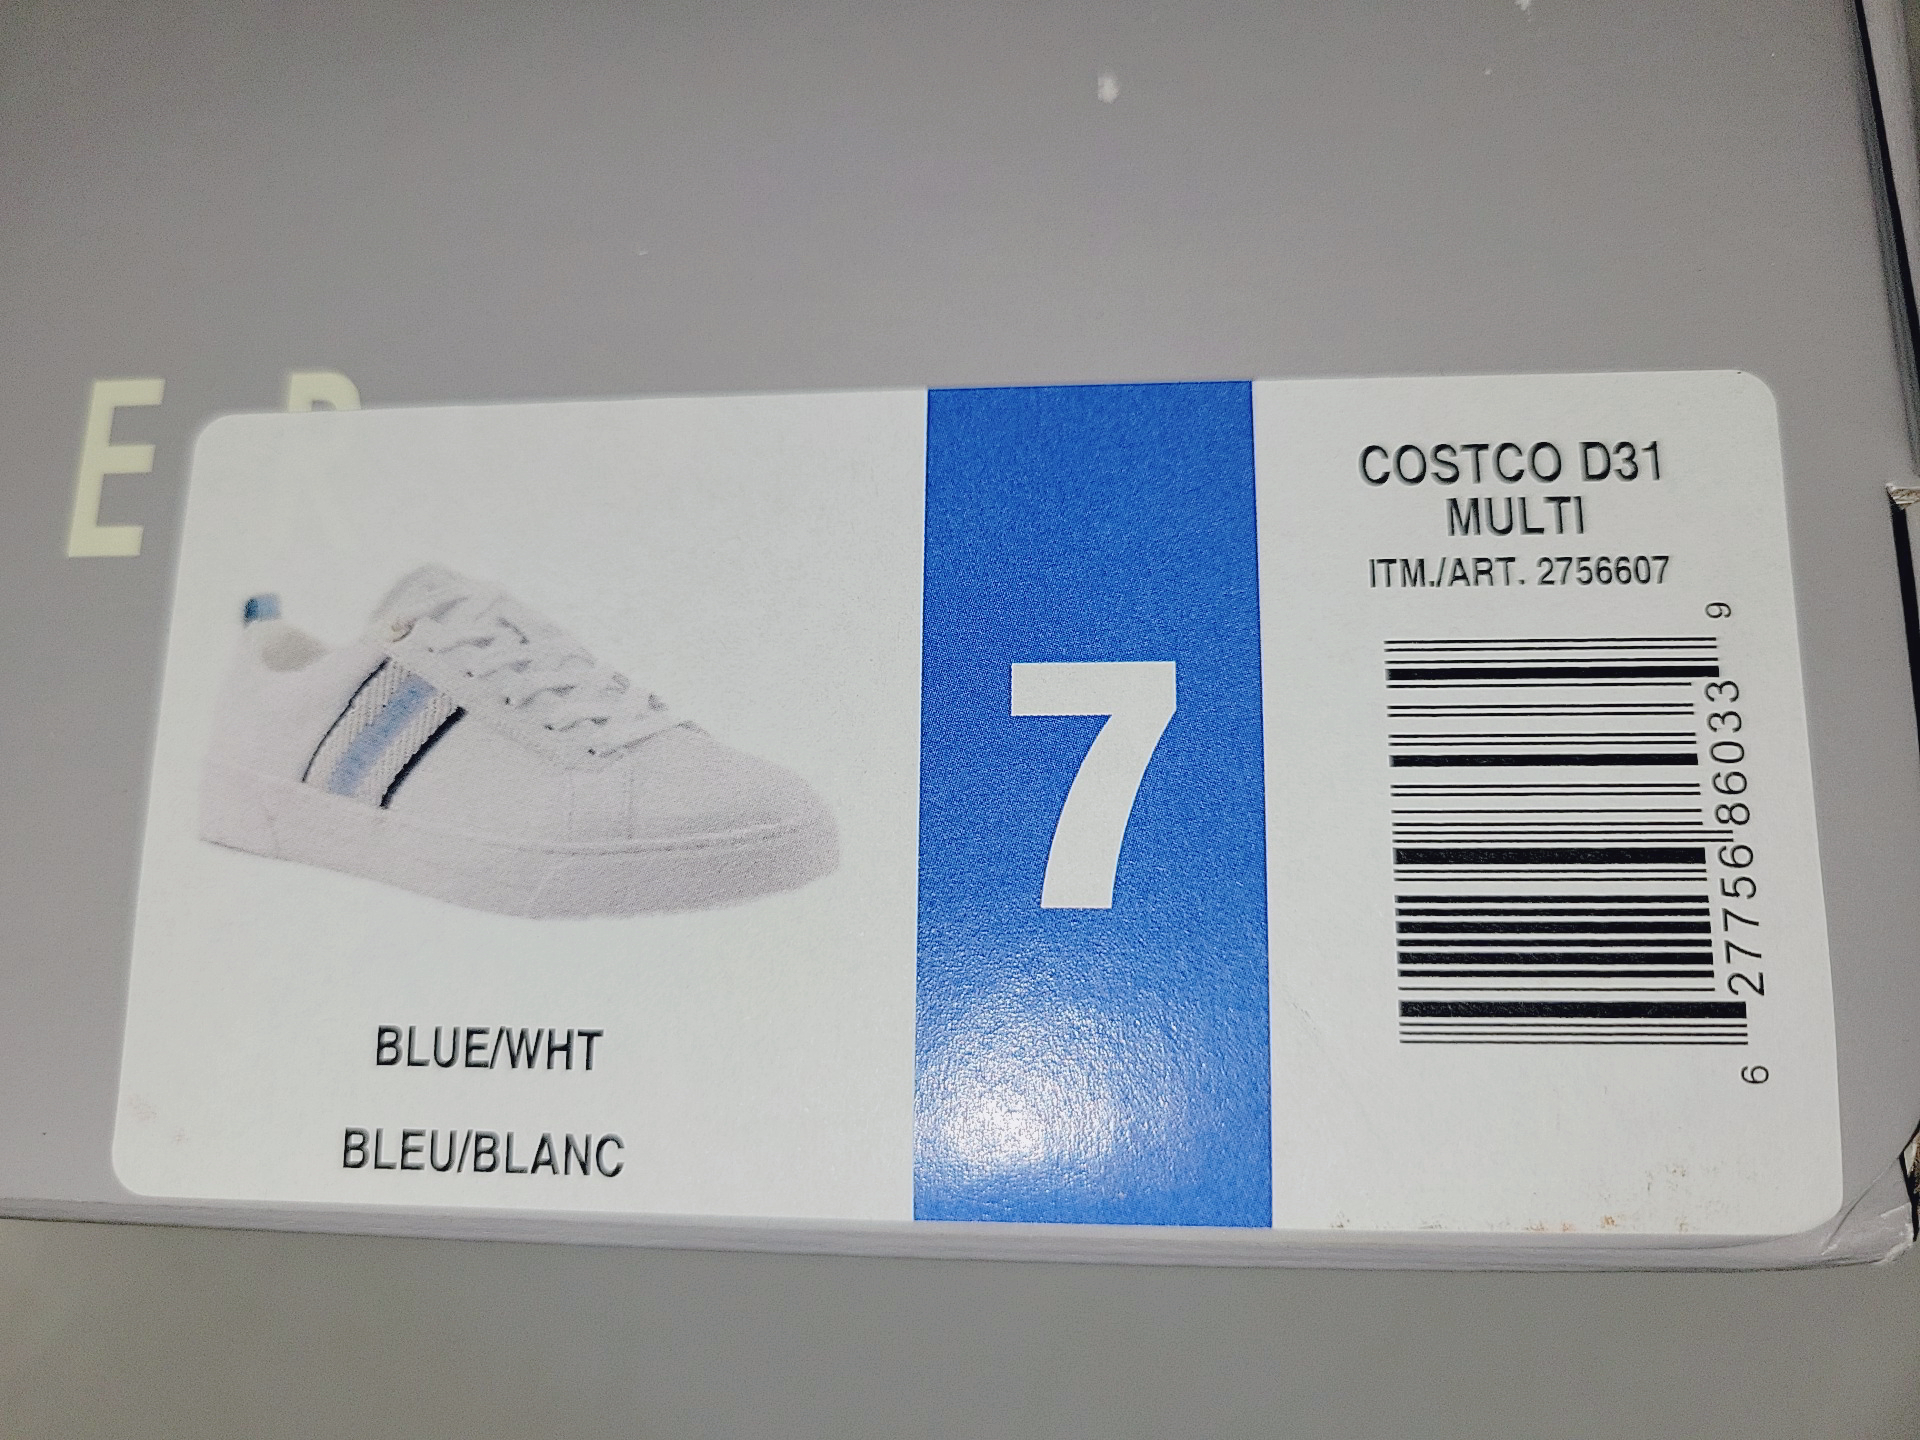 E
BLUE/WHT
BLEU/BLANC
7
COSTCO D31
MULTI
ITM./ART. 2756607
6 27756 86033 9